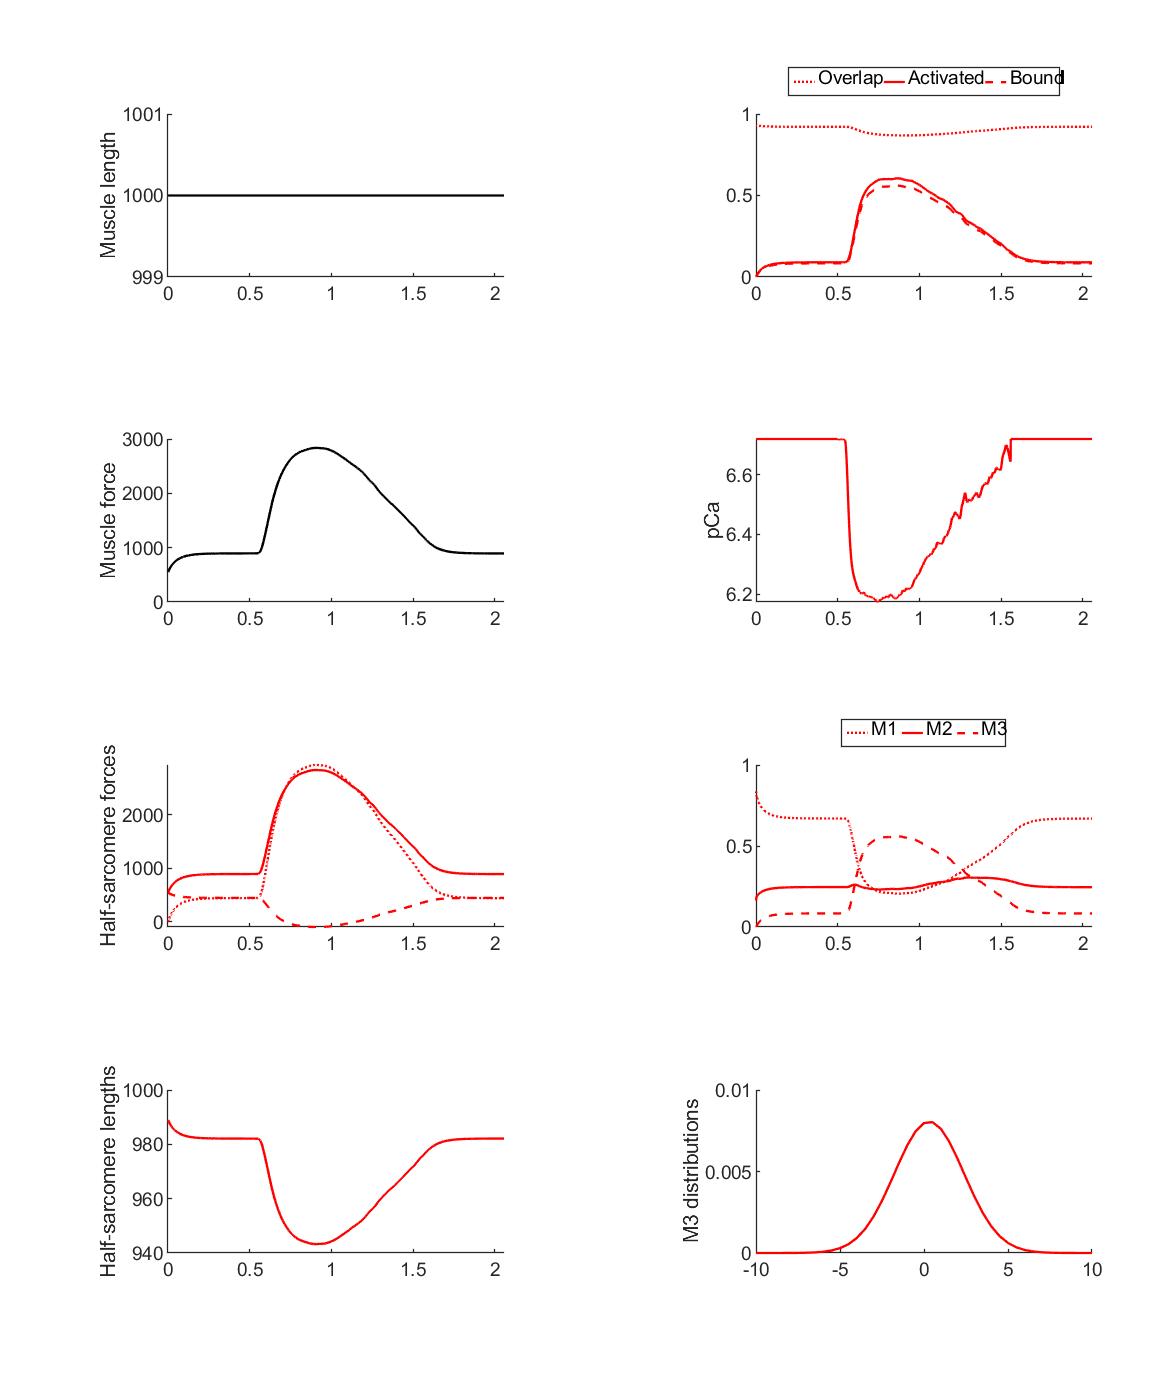 Overlap Activated Bound
1001
Muscle length
1000
999
0 0.5 1 1.5 2
1
0.5
0
0 0.5 1 1.5 2
3000
Muscle force
2000
1000
0
0 0.5 1 1.5 2
6.6
pCa
6.4
6.2
0 0.5 1 1.5 2
Half-sarcomere forces
2000
1000
0
0 0.5 1 1.5 2
M1 M2 M3
1
0.5
0
0 0.5 1 1.5 2
Half-sarcomere lengths
1000
980
960
940
0 0.5 1 1.5 2
M3 distributions
0.01
0.005
0
-10 -5 0 5 10